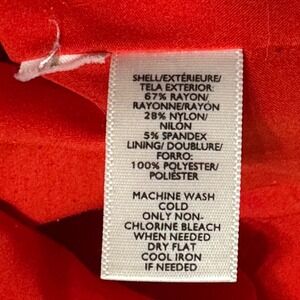 SHELL/EXTÉRIEURE/
TELA EXTERIOR:
67% RAYON/
RAYONNE/RAYON
28% NYLON/
NILÓN
5% SPANDEX
LINING/ DOUBLURE/
FORRO:
100% POLYESTER/
POLIÉSTER
MACHINE WASH
COLD
ONLY NON-
CHLORINE BLEACH
WHEN NEEDED
DRY FLAT
COOL IRON
IF NEEDED